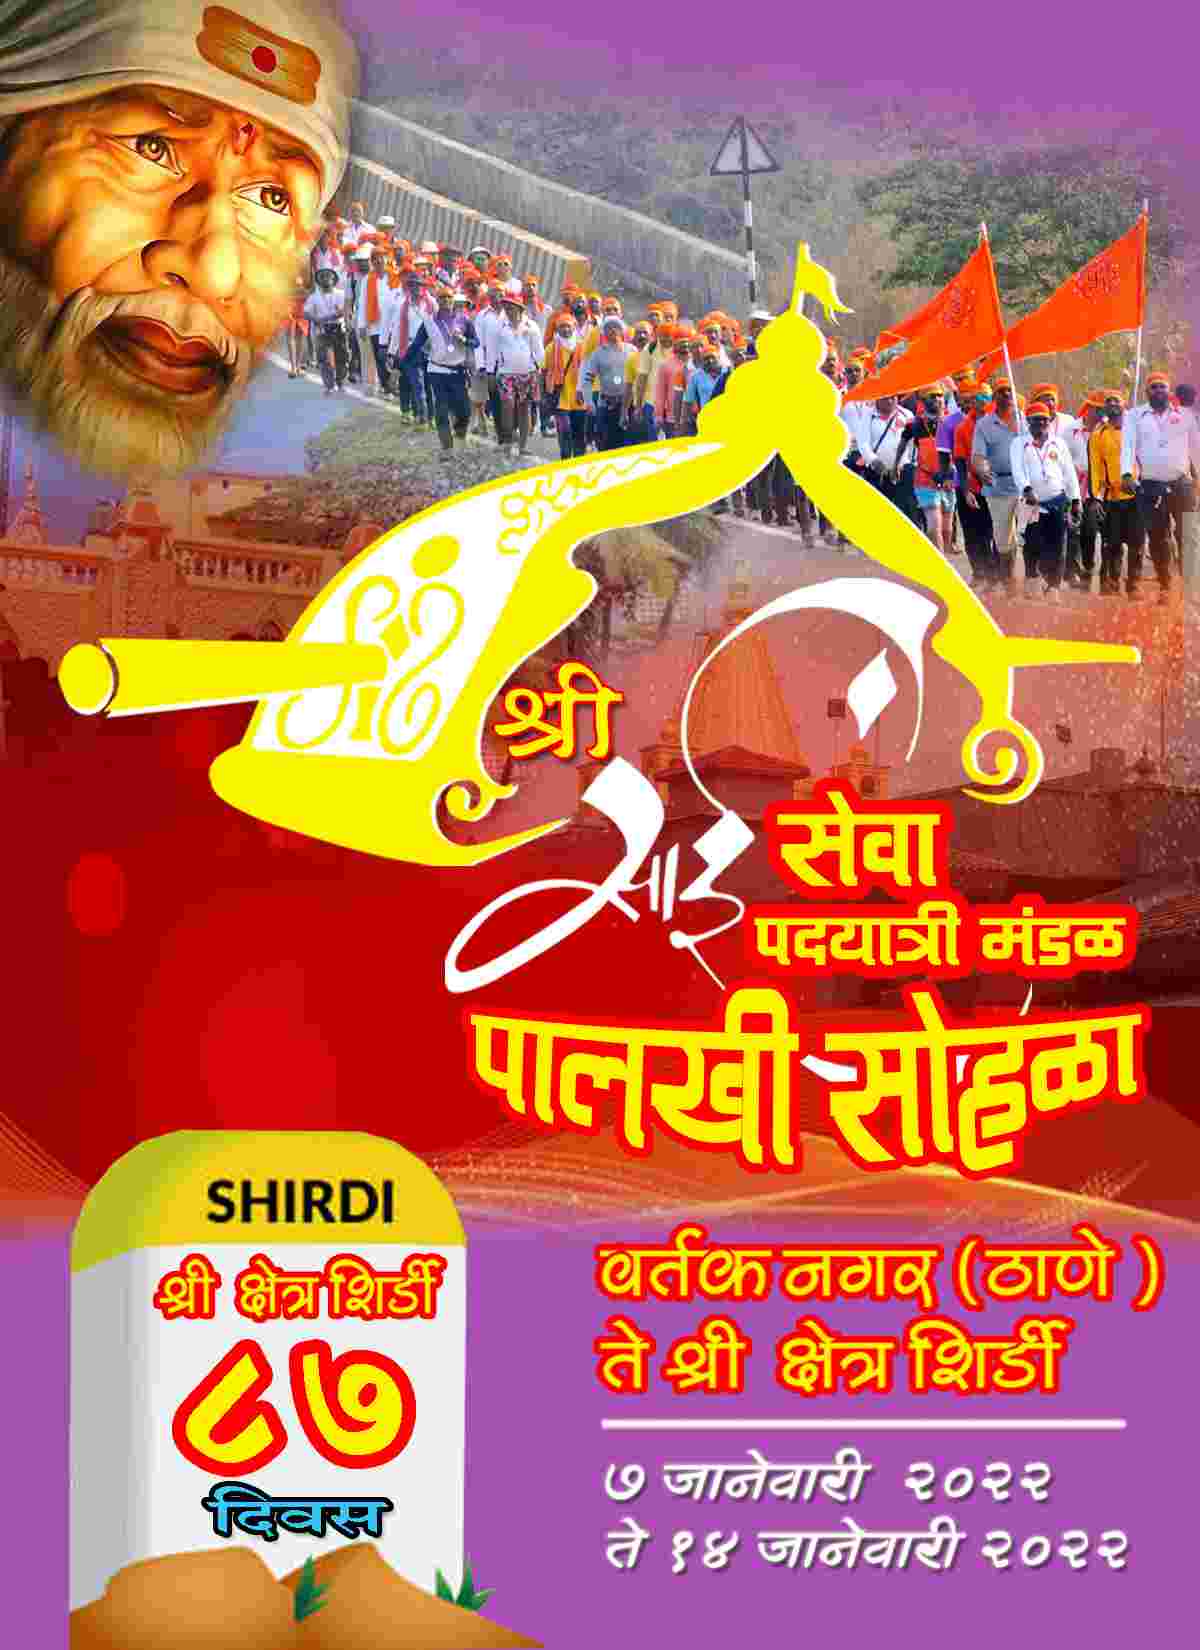 श्री
साई
सेवा
पदयात्री मंडळ
पालखी सोहळा
SHIRDI
श्री क्षेत्र शिर्डी
८७
दिवस
वर्तक नगर (ठाणे )
ते श्री क्षेत्र शिर्डी
७ जानेवारी २०२२
ते १४ जानेवारी २०२२